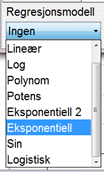 Regresjonsmodell
Ingen
Lineær
Log
Polynom
Potens
Eksponentiell 2
Eksponentiell
Sin
Logistisk